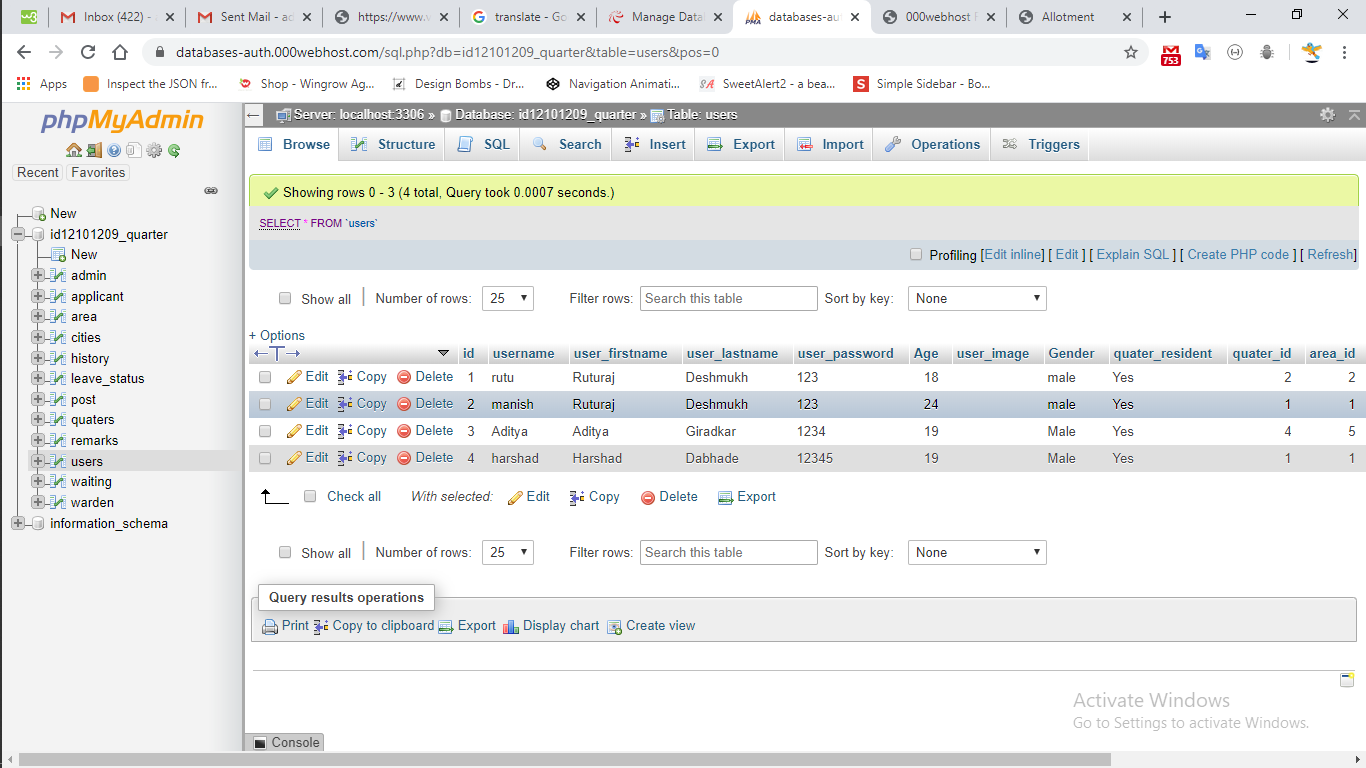 Inbox (422) -
Sent Mail - ac
https://www.v
translate - Go
Manage Data
databases-au
000webhost F
Allotment
databases-auth.000webhost.com/sql.php?db=id12101209_quarter&table=users&pos=0
753
Apps Inspect the JSON fr... Shop - Wingrow Ag... Design Bombs - Dr... Navigation Animati... SA SweetAlert2 - a bea... S Simple Sidebar - Bo...
phpMyAdmin
Recent Favorites
New
id12101209_quarter
New
admin
applicant
area
cities
history
leave_status
post
quaters
remarks
users
waiting
warden
information_schema
Server: localhost:3306 » Database: id12101209_quarter » Table: users
Browse Structure SQL Search Insert Export Import Operations Triggers
Showing rows 0 - 3 (4 total, Query took 0.0007 seconds.)
SELECT * FROM `users`
Profiling [Edit inline] [ Edit ] [ Explain SQL ] [ Create PHP code ] [ Refresh]
Show all | Number of rows: 25 Filter rows: Search this table Sort by key: None
+ Options
←T→ id username user_firstname user_lastname user_password Age user_image Gender quater_resident quater_id area_id
Edit Copy Delete 1 rutu Ruturaj Deshmukh 123 18 male Yes 2 2
Edit Copy Delete 2 manish Ruturaj Deshmukh 123 24 male Yes 1 1
Edit Copy Delete 3 Aditya Aditya Giradkar 1234 19 Male Yes 4 5
Edit Copy Delete 4 harshad Harshad Dabhade 12345 19 Male Yes 1 1
Check all With selected: Edit Copy Delete Export
Show all | Number of rows: 25 Filter rows: Search this table Sort by key: None
Query results operations
Print Copy to clipboard Export Display chart Create view
Activate Windows
Go to Settings to activate Windows.
Console